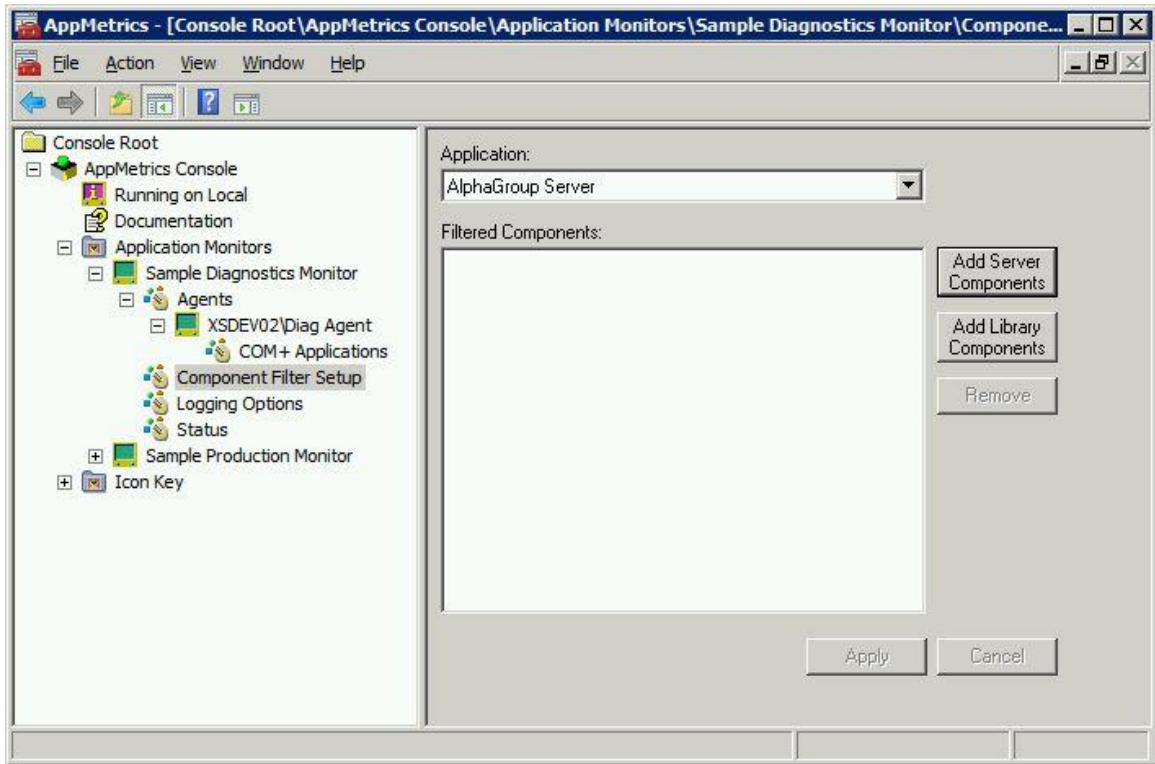 AppMetrics - [Console Root\AppMetrics Console\Application Monitors\Sample Diagnostics Monitor\Compone...
File Action View Window Help
Console Root
AppMetrics Console
Running on Local
Documentation
Application Monitors
Sample Diagnostics Monitor
Agents
XSDEV02\Diag Agent
COM+ Applications
Component Filter Setup
Logging Options
Status
Sample Production Monitor
Icon Key
Application:
AlphaGroup Server
Filtered Components:
Add Server
Components
Add Library
Components
Remove
Apply Cancel